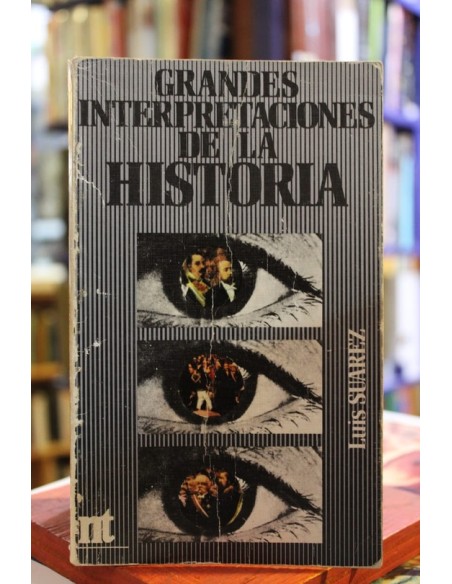 GRANDES
INTERPRETACIONES
DE LA
HISTORIA
Luis SUAREZ
nt